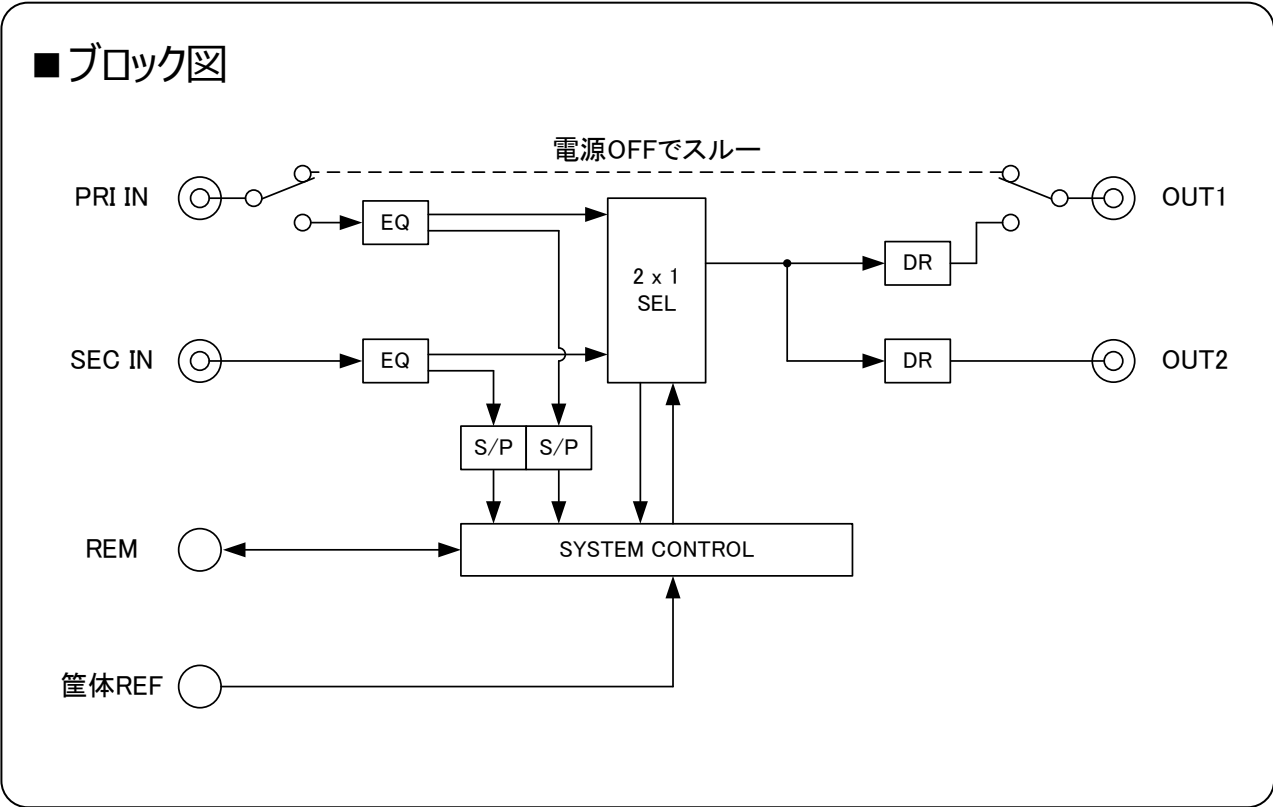 ■ブロック図
電源OFFでスルー
PRI IN
OUT1
EQ
2 x 1
SEL
DR
SEC IN
EQ
DR
OUT2
S/P
S/P
REM
SYSTEM CONTROL
筐体REF